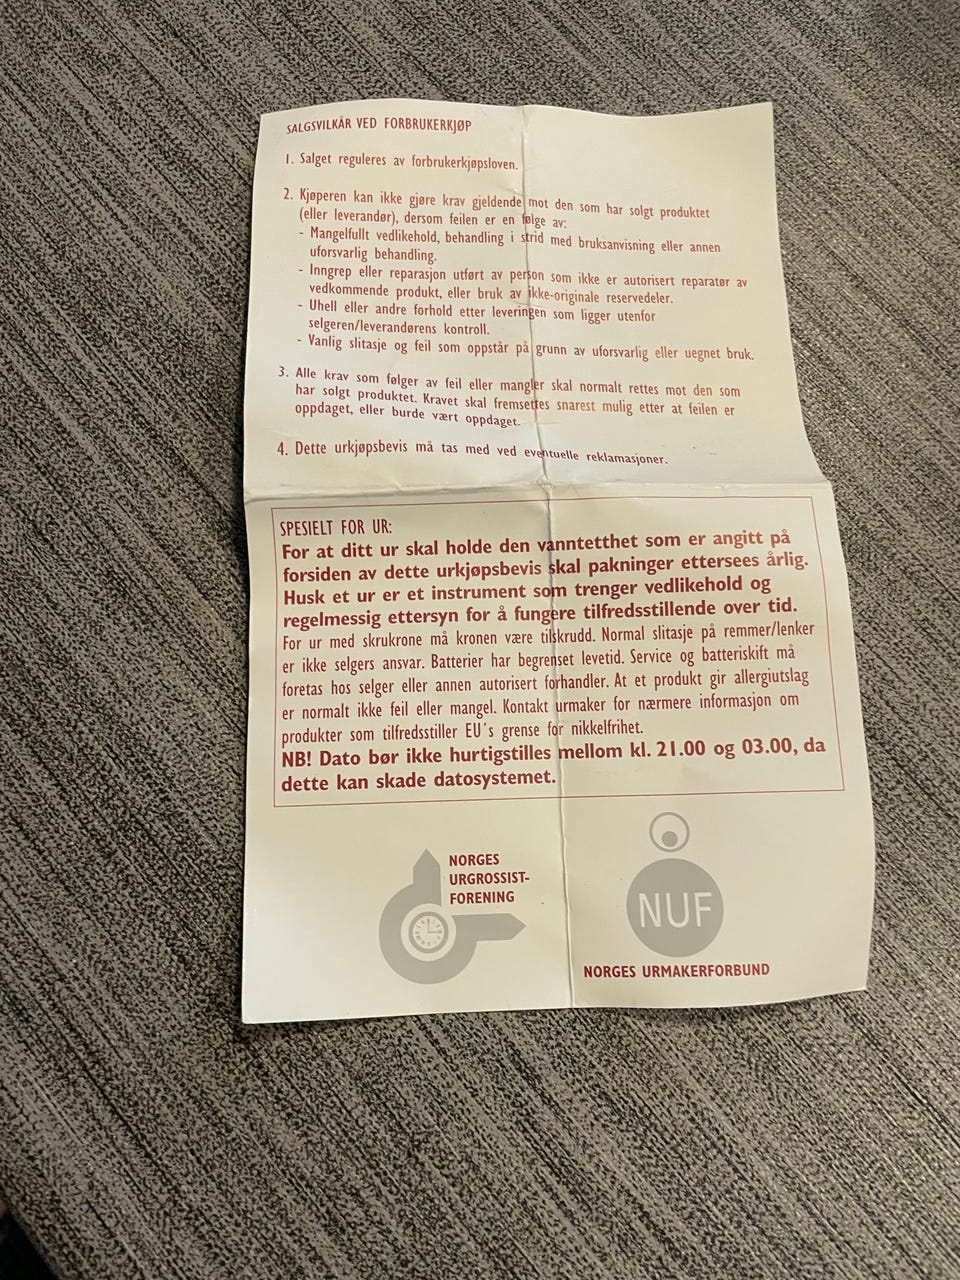 SALGSVILKÅR VED FORBRUKERKJØP
1. Salget reguleres av forbrukerkjøpsloven.
2. Kjøperen kan ikke gjøre krav gjeldende mot den som har solgt produktet
(eller leverandør), dersom feilen er en følge av:
- Mangelfullt vedlikehold, behandling i strid med bruksanvisning eller annen
uforsvarlig behandling.
- Inngrep eller reparasjon utført av person som ikke er autorisert reparatør av
vedkommende produkt, eller bruk av ikke-originale reservedeler.
- Uhell eller andre forhold etter leveringen som ligger utenfor
selgeren/leverandørens kontroll.
- Vanlig slitasje og feil som oppstår på grunn av uforsvarlig eller uegnet bruk.
3. Alle krav som følger av feil eller mangler skal normalt rettes mot den som
har solgt produktet. Kravet skal fremsettes snarest mulig etter at feilen er
oppdaget, eller burde vært oppdaget.
4. Dette urkjøpsbevis må tas med ved eventuelle reklamasjoner.
SPESIELT FOR UR:
For at ditt ur skal holde den vanntetthet som er angitt på
forsiden av dette urkjøpsbevis skal pakninger ettersees årlig.
Husk et ur er et instrument som trenger vedlikehold og
regelmessig ettersyn for å fungere tilfredsstillende over tid.
For ur med skrukrone må kronen være tilskrudd. Normal slitasje på remmer/lenker
er ikke selgers ansvar. Batterier har begrenset levetid. Service og batteriskift må
foretas hos selger eller annen autorisert forhandler. At et produkt gir allergiutslag
er normalt ikke feil eller mangel. Kontakt urmaker for nærmere informasjon om
produkter som tilfredsstiller EU´s grense for nikkelfrihet.
NB! Dato bør ikke hurtigstilles mellom kl. 21.00 og 03.00, da
dette kan skade datosystemet.
NORGES
URGROSSIST-
FORENING
NUF
NORGES URMAKERFORBUND